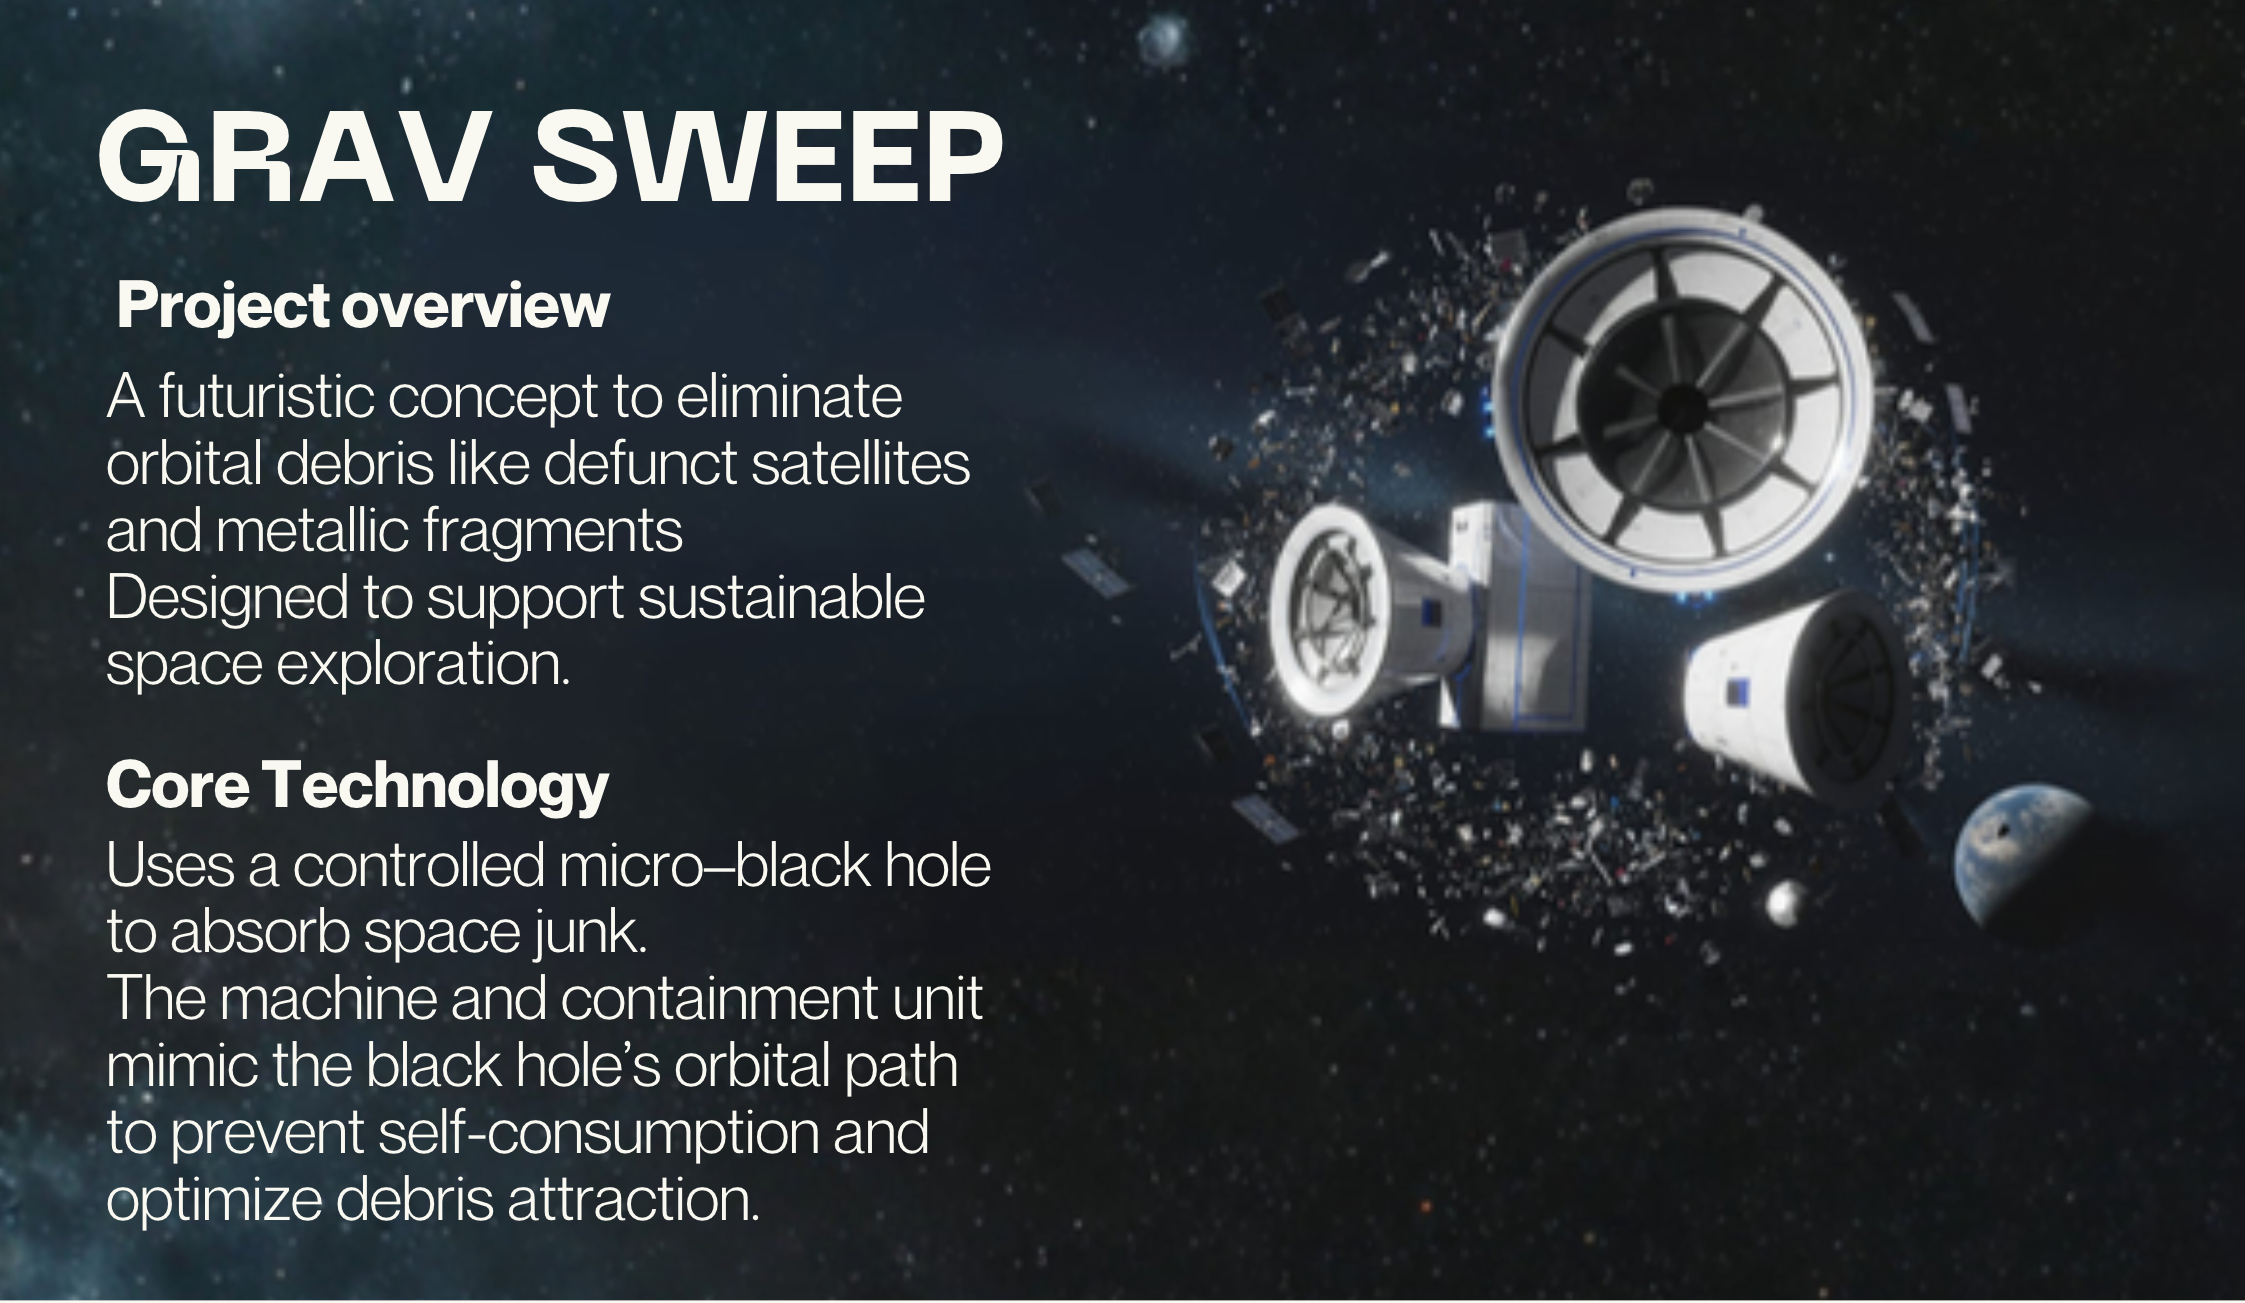 GRAV SWEEP
Project overview
A futuristic concept to eliminate
orbital debris like defunct satellites
and metallic fragments
Designed to support sustainable
space exploration.
Core Technology
Uses a controlled micro–black hole
to absorb space junk.
The machine and containment unit
mimic the black hole’s orbital path
to prevent self-consumption and
optimize debris attraction.